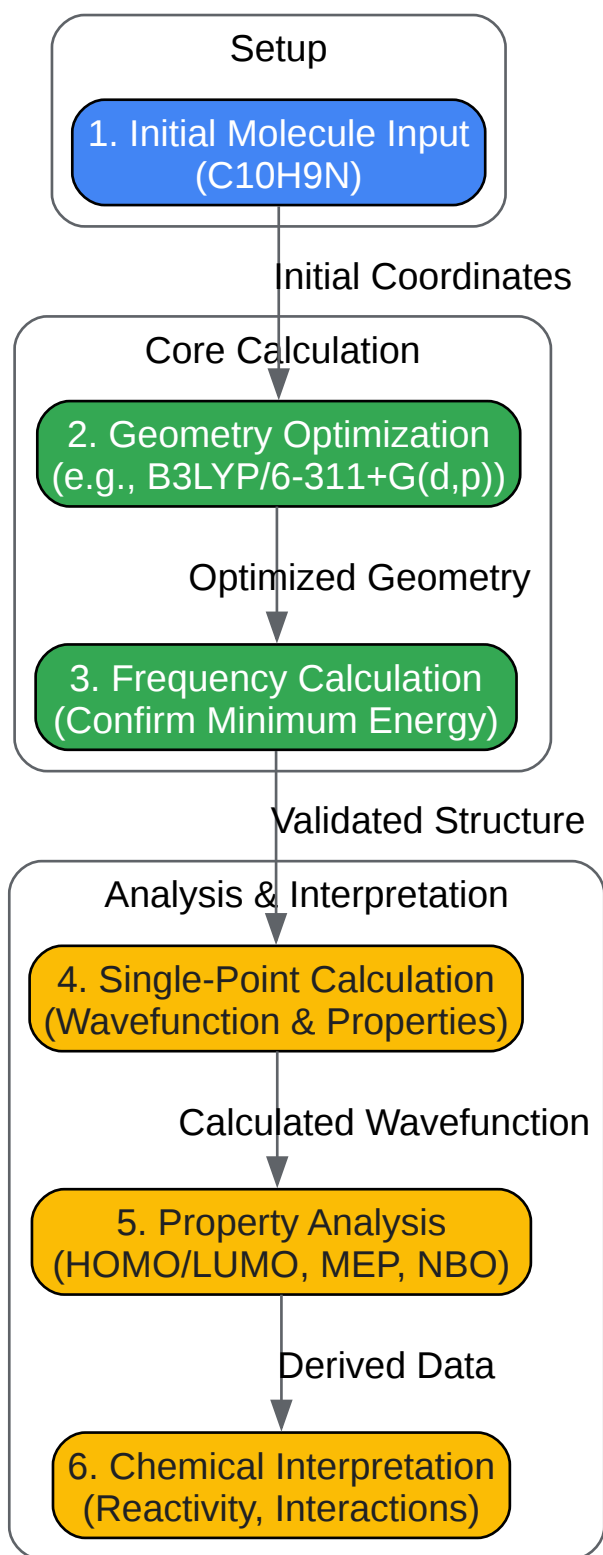 Setup
1. Initial Molecule Input
(C10H9N)
Initial Coordinates
Core Calculation
2. Geometry Optimization
(e.g., B3LYP/6-311+G(d,p))
Optimized Geometry
3. Frequency Calculation
(Confirm Minimum Energy)
Validated Structure
Analysis & Interpretation
4. Single-Point Calculation
(Wavefunction & Properties)
Calculated Wavefunction
5. Property Analysis
(HOMO/LUMO, MEP, NBO)
Derived Data
6. Chemical Interpretation
(Reactivity, Interactions)